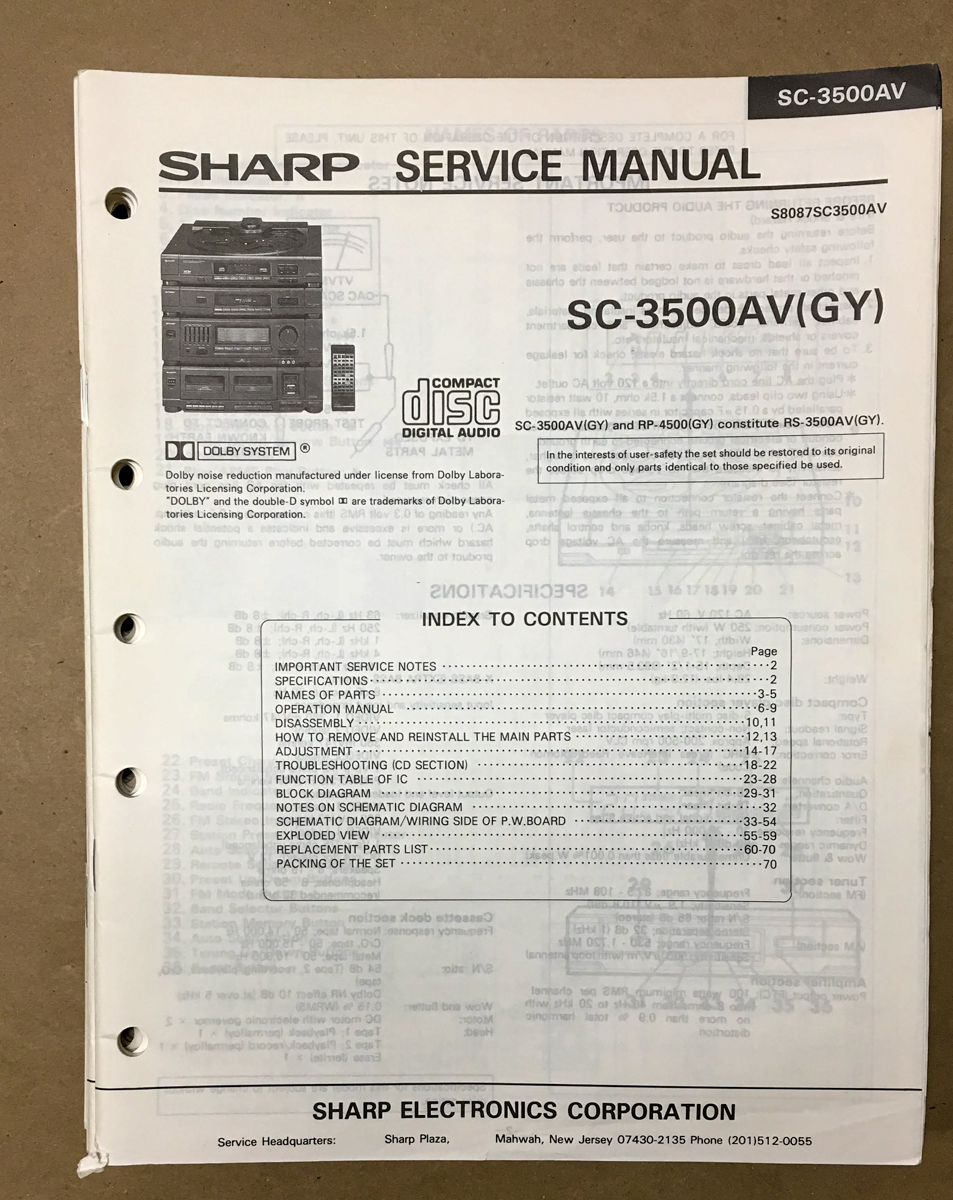 SC-3500AV
SHARP SERVICE MANUAL
S8087SC3500AV
SC-3500AV(GY)
COMPACT
disc
DIGITAL AUDIO
SC-3500AV(GY) and RP-4500(GY) constitute RS-3500AV(GY).
In the interests of user-safety the set should be restored to its original
condition and only parts identical to those specified be used.
DOLBY SYSTEM ®
Dolby noise reduction manufactured under license from Dolby Labora-
tories Licensing Corporation.
"DOLBY" and the double-D symbol are trademarks of Dolby Labora-
tories Licensing Corporation.
INDEX TO CONTENTS
Page
IMPORTANT SERVICE NOTES ........ 2
SPECIFICATIONS ........ 2
NAMES OF PARTS ........ 3-5
OPERATION MANUAL ........ 6-9
DISASSEMBLY ........ 10,11
HOW TO REMOVE AND REINSTALL THE MAIN PARTS ........ 12,13
ADJUSTMENT ........ 14-17
TROUBLESHOOTING (CD SECTION) ........ 18-22
FUNCTION TABLE OF IC ........ 23-28
BLOCK DIAGRAM ........ 29-31
NOTES ON SCHEMATIC DIAGRAM ........ 32
SCHEMATIC DIAGRAM/WIRING SIDE OF P.W.BOARD ........ 33-54
EXPLODED VIEW ........ 55-59
REPLACEMENT PARTS LIST ........ 60-70
PACKING OF THE SET ........ 70
SHARP ELECTRONICS CORPORATION
Service Headquarters: Sharp Plaza, Mahwah, New Jersey 07430-2135 Phone (201)512-0055